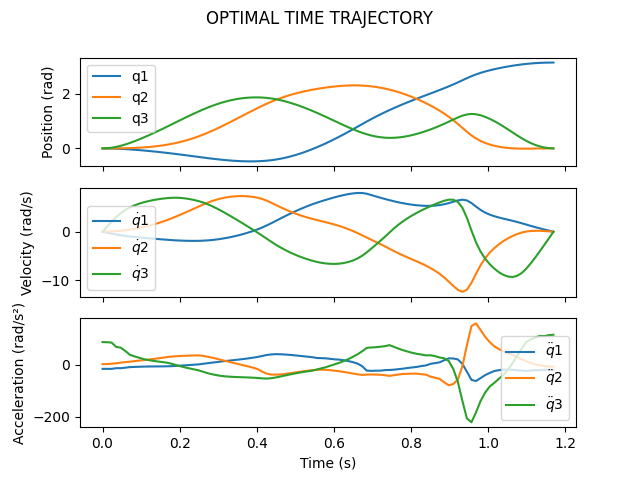 OPTIMAL TIME TRAJECTORY
Position (rad)
2
0
q1
q2
q3
Velocity (rad/s)
0
−10
q̇1
q̇2
q̇3
Acceleration (rad/s²)
0
−200
q̈1
q̈2
q̈3
0.0 0.2 0.4 0.6 0.8 1.0 1.2
Time (s)